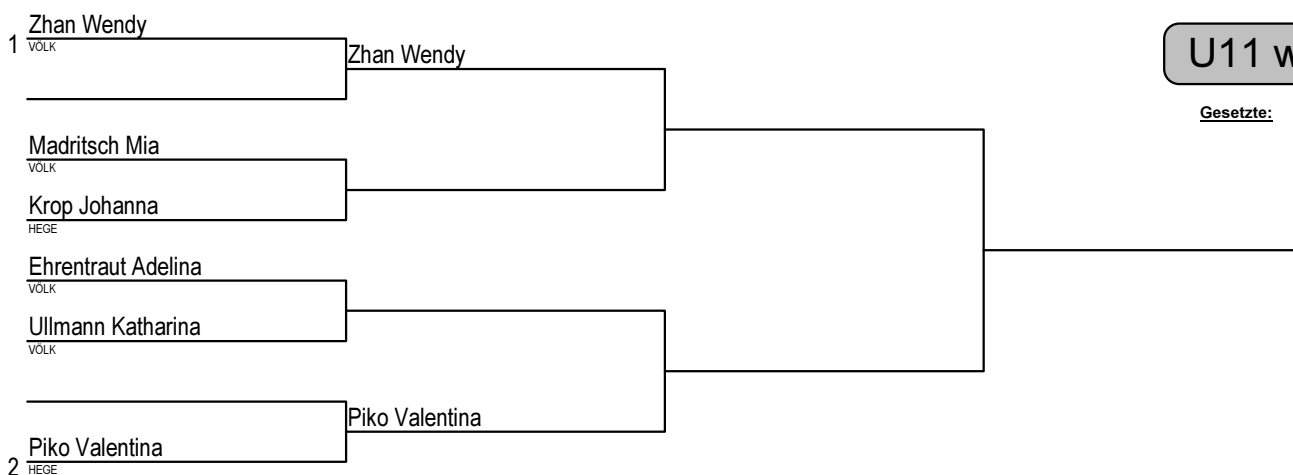 Zhan Wendy
1
VÖLK
Zhan Wendy
U11 w
Gesetzte:
Madritsch Mia
VÖLK
Krop Johanna
HEGE
Ehrentraut Adelina
VÖLK
Ullmann Katharina
VÖLK
Piko Valentina
Piko Valentina
2
HEGE